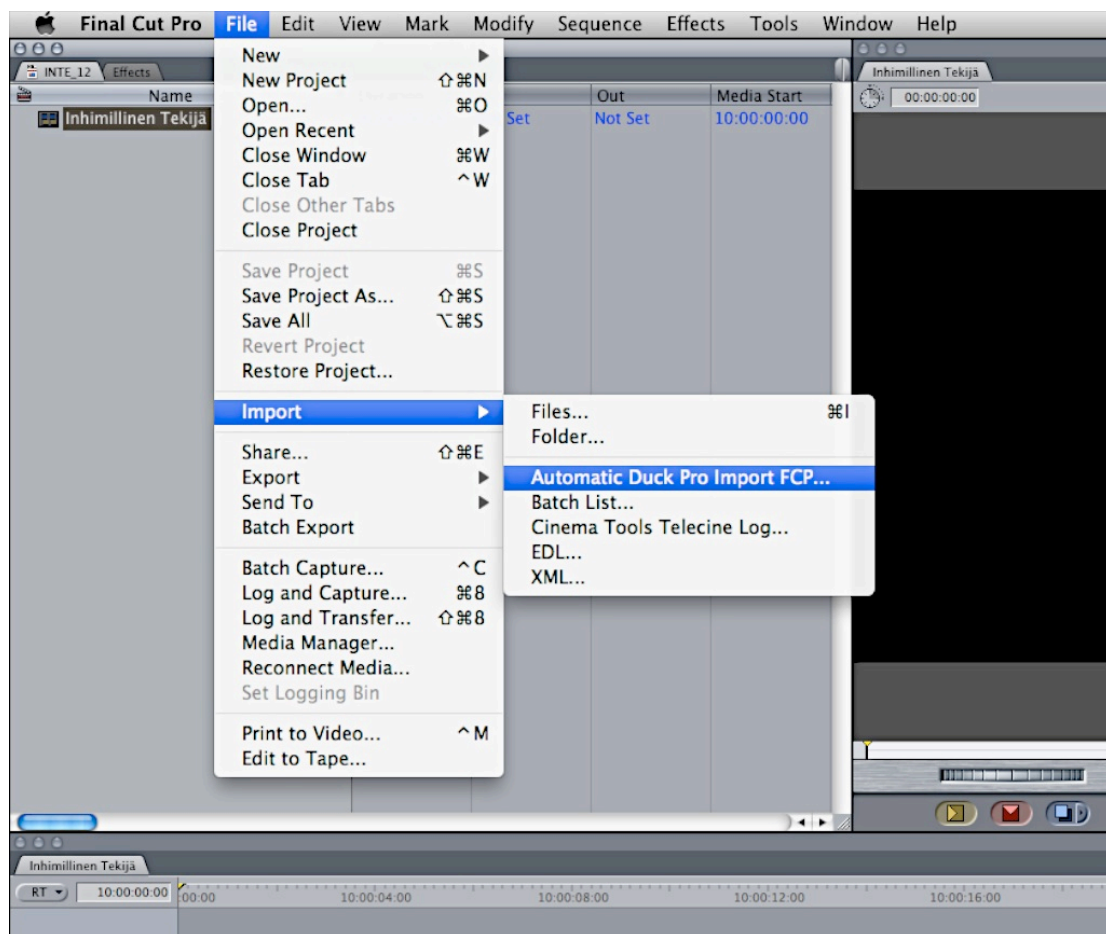 Final Cut Pro File Edit View Mark Modify Sequence Effects Tools Window Help
INTE_12 Effects
Name Out Media Start
Inhimillinen Tekijä Set Not Set 10:00:00:00
New
New Project ⇧⌘N
Open... ⌘O
Open Recent
Close Window ⌘W
Close Tab ^W
Close Other Tabs
Close Project
Save Project ⌘S
Save Project As... ⇧⌘S
Save All ⌥⌘S
Revert Project
Restore Project...
Import
Share... ⇧⌘E
Export
Send To
Batch Export
Batch Capture... ^C
Log and Capture... ⌘8
Log and Transfer... ⇧⌘8
Media Manager...
Reconnect Media...
Set Logging Bin
Print to Video... ^M
Edit to Tape...
Files... ⌘I
Folder...
Automatic Duck Pro Import FCP...
Batch List...
Cinema Tools Telecine Log...
EDL...
XML...
Inhimillinen Tekijä
00:00:00:00
Inhimillinen Tekijä
RT 10:00:00:00 :00:00 10:00:04:00 10:00:08:00 10:00:12:00 10:00:16:00